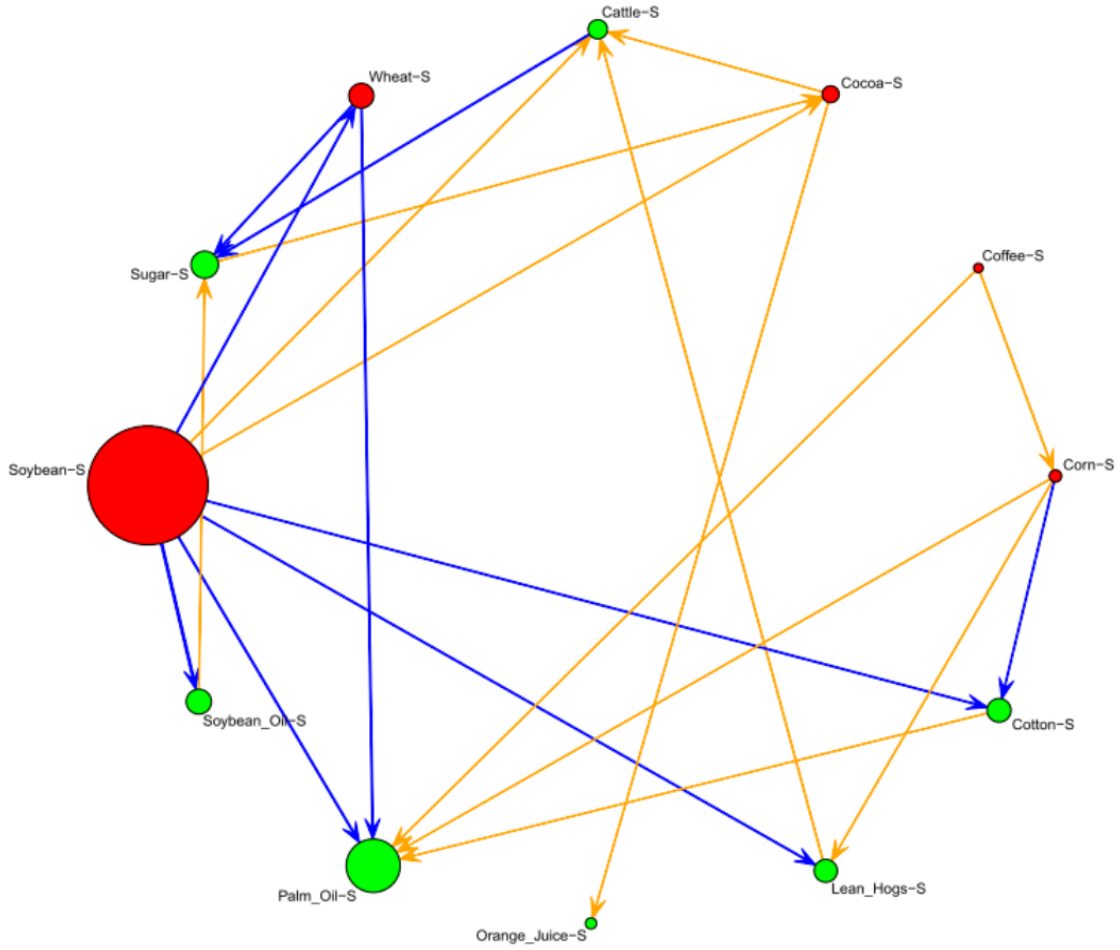 Cattle−S
Wheat−S
Cocoa−S
Coffee−S
Sugar−S
Corn−S
Soybean−S
Soybean_Oil−S
Cotton−S
Palm_Oil−S
Lean_Hogs−S
Orange_Juice−S